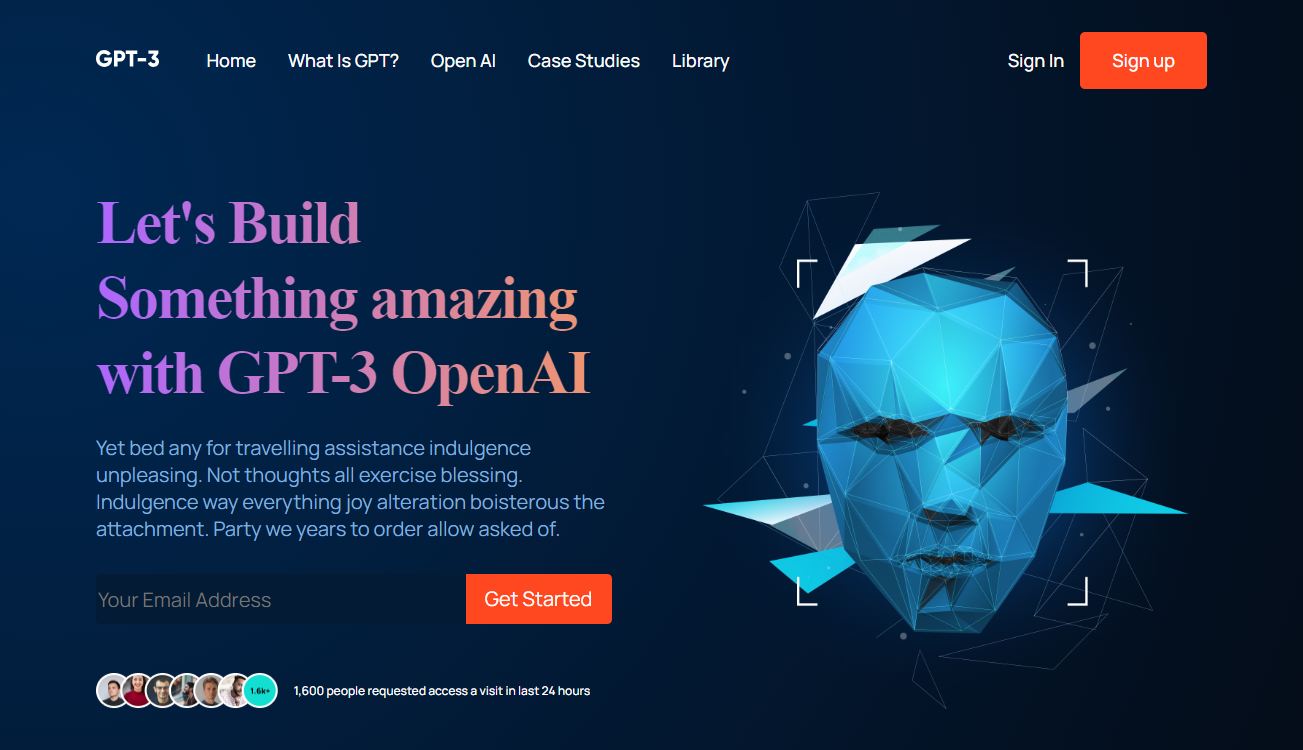 GPT-3
Home
What Is GPT?
Open AI
Case Studies
Library
Sign In
Sign up
Let's Build
Something amazing
with GPT-3 OpenAI
Yet bed any for travelling assistance indulgence
unpleasing. Not thoughts all exercise blessing.
Indulgence way everything joy alteration boisterous the
attachment. Party we years to order allow asked of.
Your Email Address
Get Started
1.6k+
1,600 people requested access a visit in last 24 hours